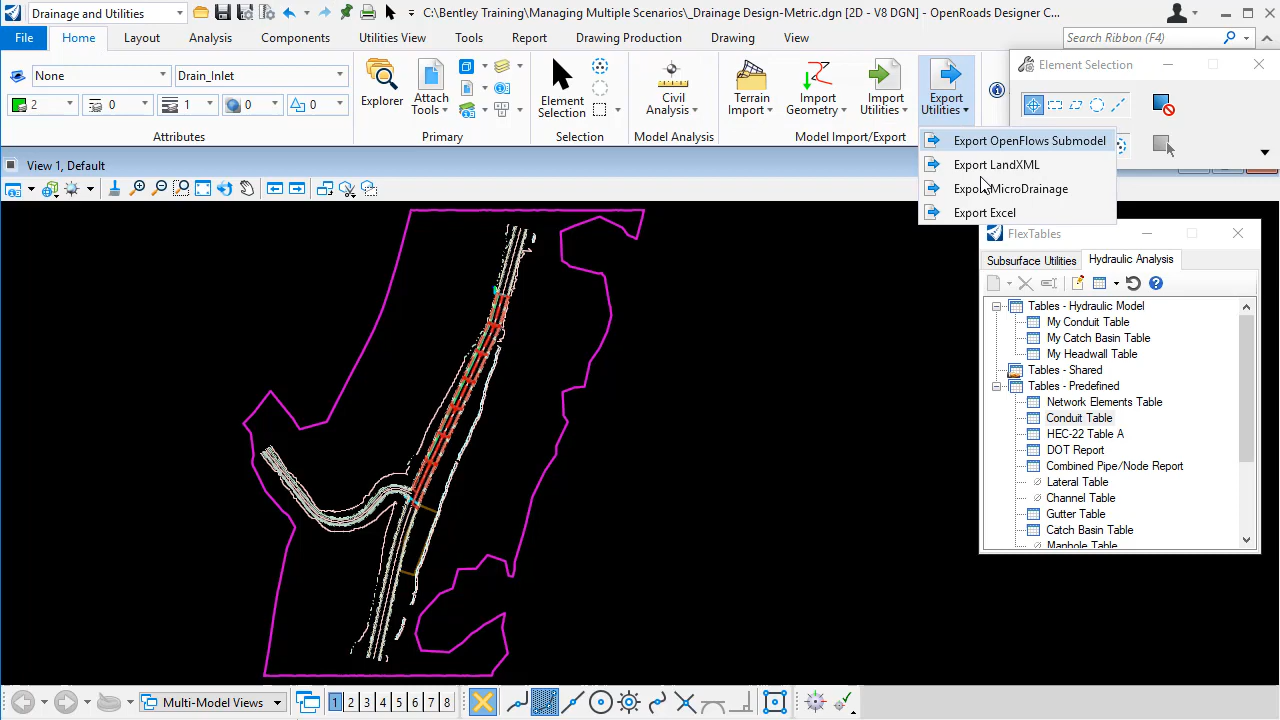 Drainage and Utilities
C:\Bentley Training\Managing Multiple Scenarios\_Drainage Design-Metric.dgn [2D - V8 DGN] - OpenRoads Designer C...
File
Home
Layout
Analysis
Components
Utilities View
Tools
Report
Drawing Production
Drawing
View
Search Ribbon (F4)
None
Drain_Inlet
2
0
1
0
0
Attributes
Explorer
Attach Tools
Primary
Element Selection
Selection
Civil Analysis
Model Analysis
Terrain Import
Import Geometry
Import Utilities
Export Utilities
Model Import/Export
Element Selection
Export OpenFlows Submodel
Export LandXML
Export MicroDrainage
Export Excel
View 1, Default
FlexTables
Subsurface Utilities
Hydraulic Analysis
Tables - Hydraulic Model
My Conduit Table
My Catch Basin Table
My Headwall Table
Tables - Shared
Tables - Predefined
Network Elements Table
Conduit Table
HEC-22 Table A
DOT Report
Combined Pipe/Node Report
Lateral Table
Channel Table
Gutter Table
Catch Basin Table
Manhole Table
Multi-Model Views
1 2 3 4 5 6 7 8